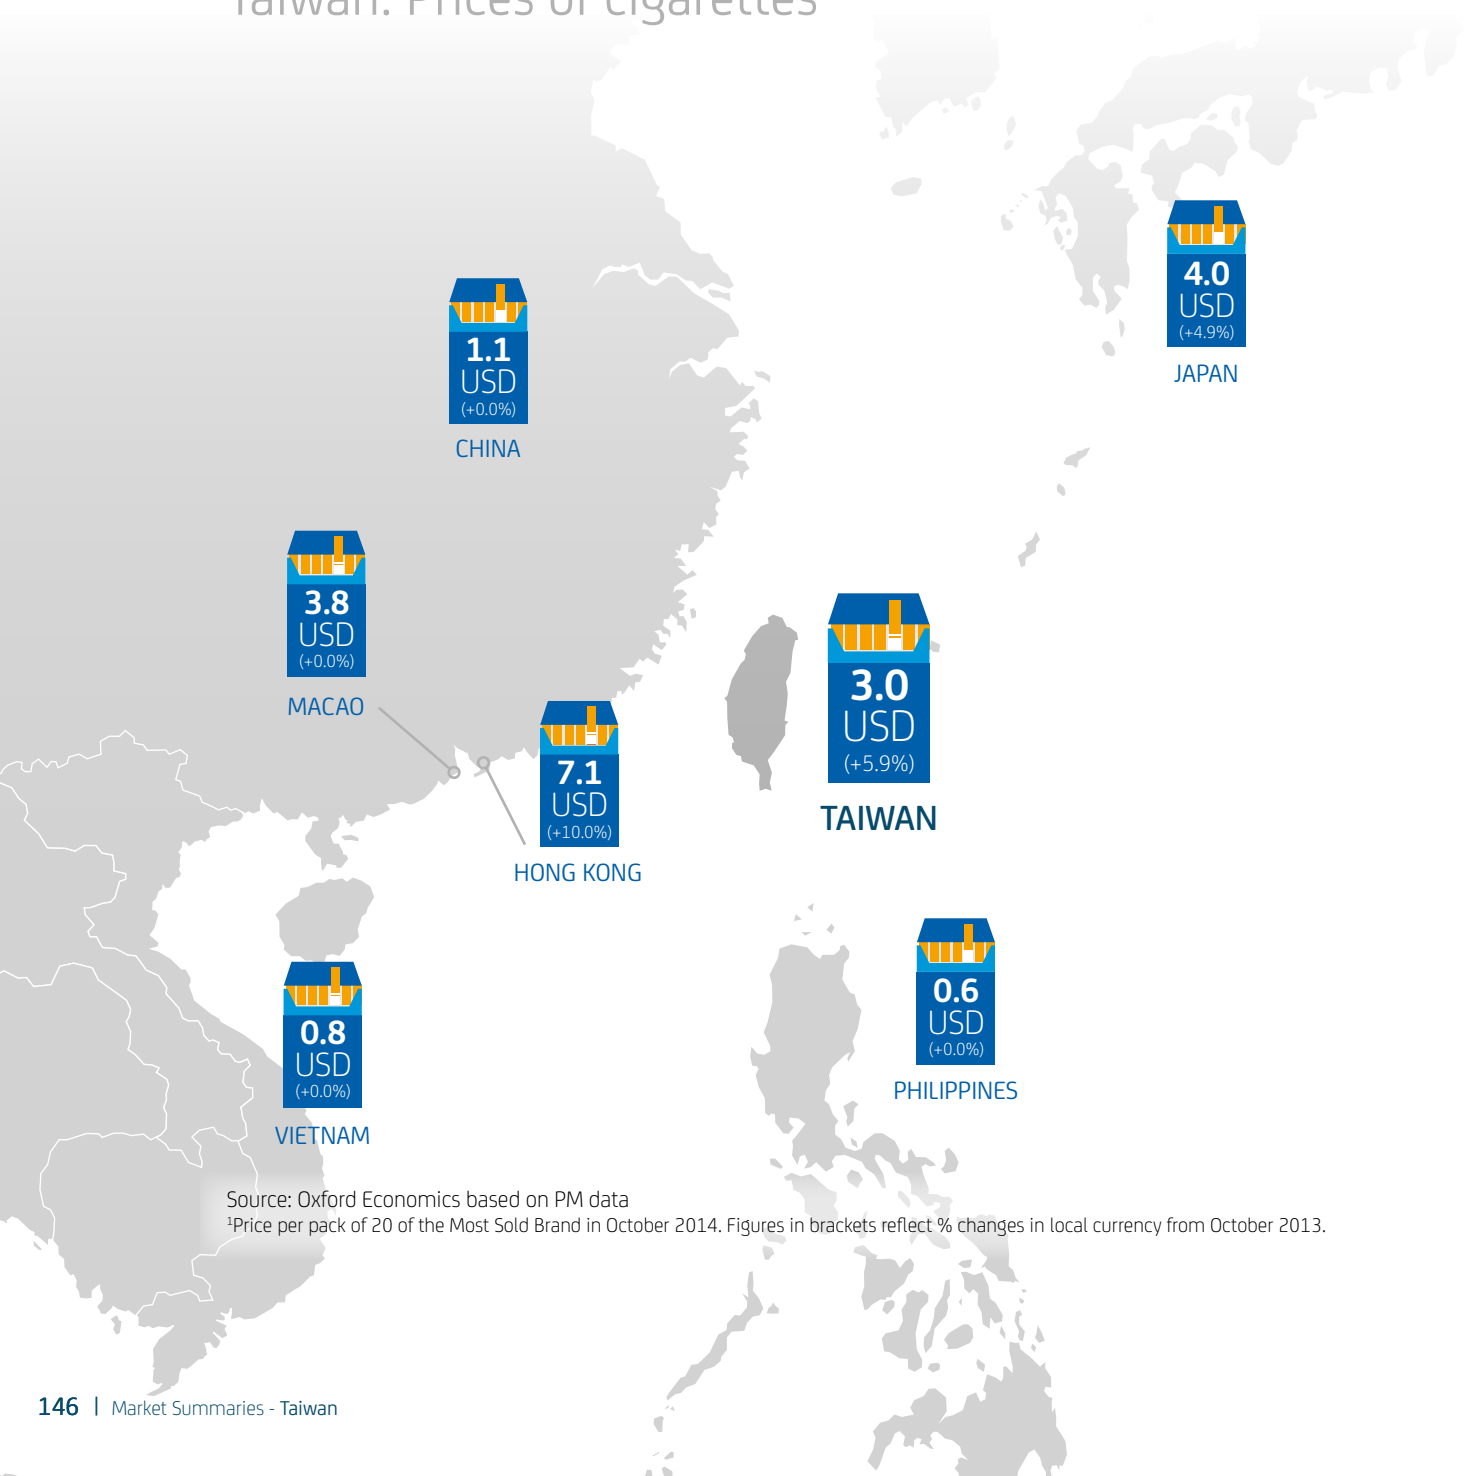 Taiwan: Prices of cigarettes
4.0
USD
(+4.9%)
JAPAN
1.1
USD
(+0.0%)
CHINA
3.8
USD
(+0.0%)
MACAO
3.0
USD
(+5.9%)
TAIWAN
7.1
USD
(+10.0%)
HONG KONG
0.6
USD
(+0.0%)
PHILIPPINES
0.8
USD
(+0.0%)
VIETNAM
Source: Oxford Economics based on PM data
¹Price per pack of 20 of the Most Sold Brand in October 2014. Figures in brackets reflect % changes in local currency from October 2013.
146 | Market Summaries - Taiwan